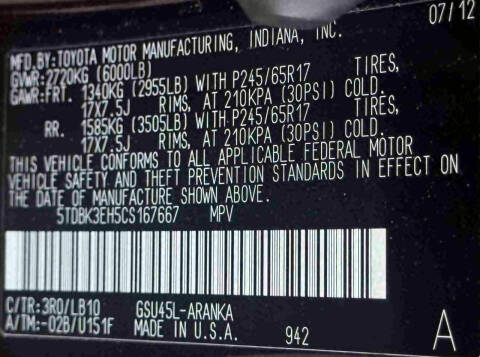 07/12
MFD.BY:TOYOTA MOTOR MANUFACTURING, INDIANA, INC.
GVWR:2720KG (6000LB)
GAWR:FRT. 1340KG (2955LB) WITH P245/65R17 TIRES,
17X7.5J RIMS, AT 210KPA (30PSI) COLD.
RR. 1585KG (3505LB) WITH P245/65R17 TIRES,
17X7.5J RIMS, AT 210KPA (30PSI) COLD.
THIS VEHICLE CONFORMS TO ALL APPLICABLE FEDERAL MOTOR
VEHICLE SAFETY AND THEFT PREVENTION STANDARDS IN EFFECT ON
THE DATE OF MANUFACTURE SHOWN ABOVE.
5TDBK3EH5CS167667 MPV
C/TR:3R0/LB10 GSU45L-ARANKA
A/TM:-02B/U151F MADE IN U.S.A. 942 A